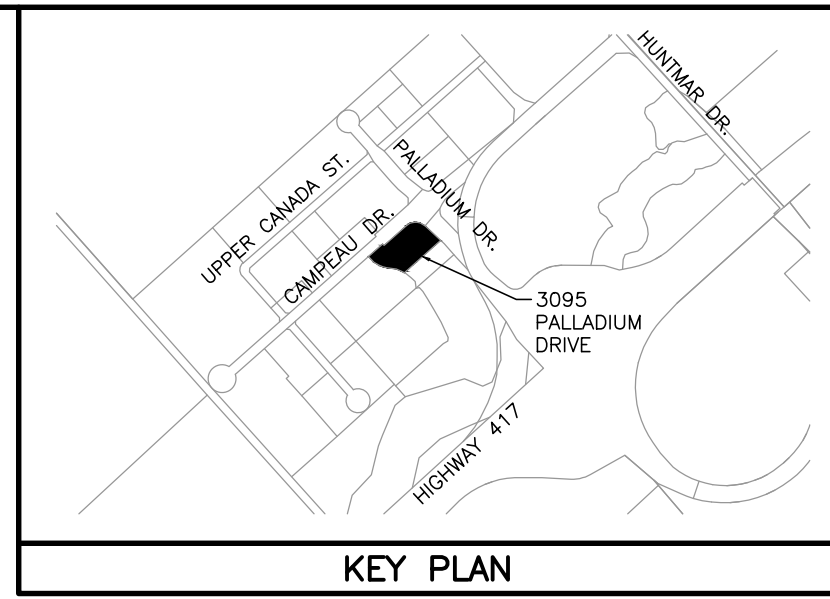 HUNTMAR DR.
PALLADIUM DR.
UPPER CANADA ST.
CAMPEAU DR.
3095
PALLADIUM
DRIVE
HIGHWAY 417
KEY PLAN